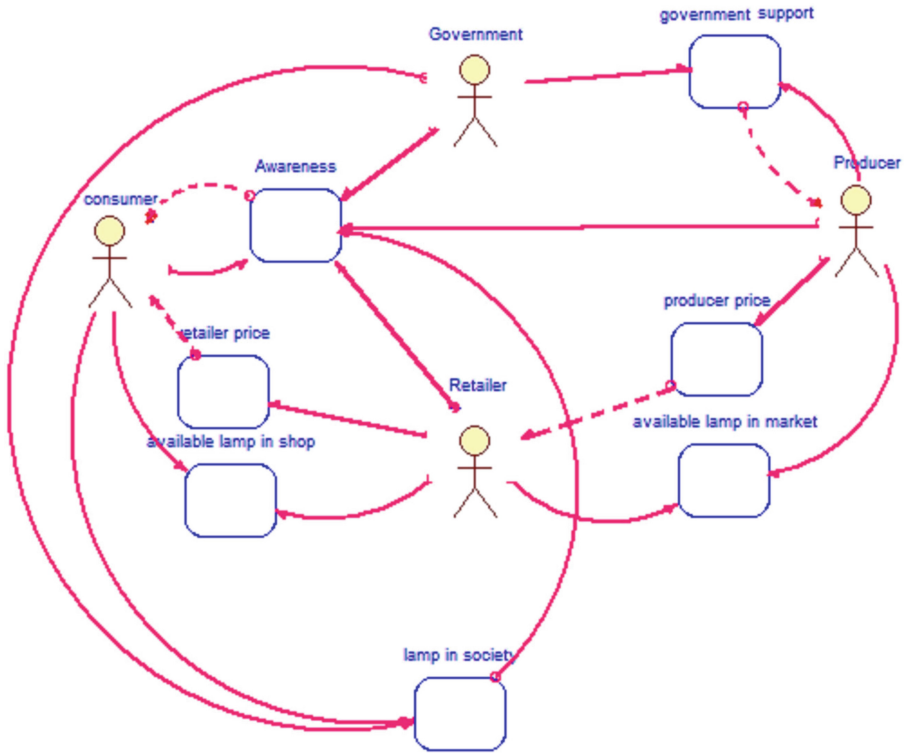 government support
Government
Awareness
Producer
consumer
producer price
retailer price
Retailer
available lamp in market
available lamp in shop
lamp in society